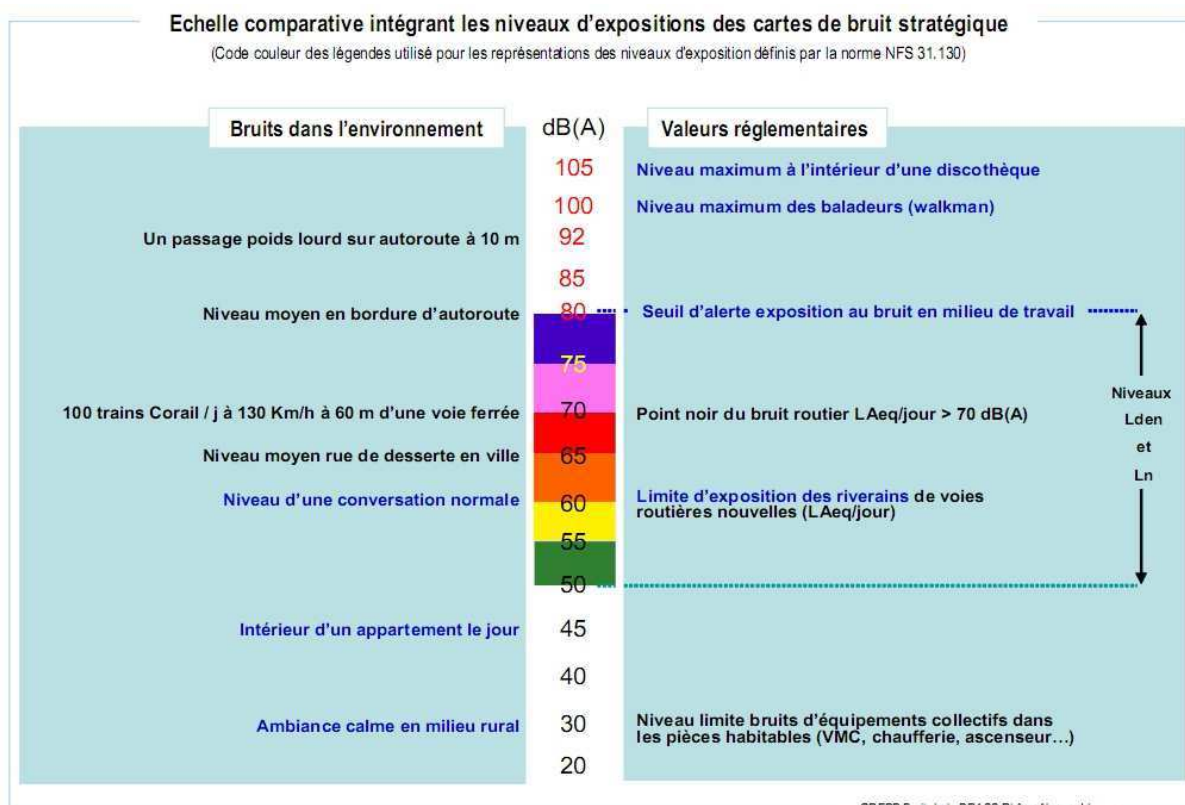 Echelle comparative intégrant les niveaux d'expositions des cartes de bruit stratégique
(Code couleur des légendes utilisé pour les représentations des niveaux d'exposition définis par la norme NFS 31.130)
Bruits dans l'environnement
dB(A)
Valeurs réglementaires
105
Niveau maximum à l'intérieur d'une discothèque
100
Niveau maximum des baladeurs (walkman)
Un passage poids lourd sur autoroute à 10 m
92
85
Niveau moyen en bordure d'autoroute
80
Seuil d'alerte exposition au bruit en milieu de travail
75
Niveaux
Lden
et
Ln
100 trains Corail / j à 130 Km/h à 60 m d'une voie ferrée
70
Point noir du bruit routier LAeq/jour > 70 dB(A)
Niveau moyen rue de desserte en ville
65
Niveau d'une conversation normale
60
Limite d'exposition des riverains de voies
routières nouvelles (LAeq/jour)
55
50
Intérieur d'un appartement le jour
45
40
Ambiance calme en milieu rural
30
Niveau limite bruits d'équipements collectifs dans
les pièces habitables (VMC, chaufferie, ascenseur…)
20